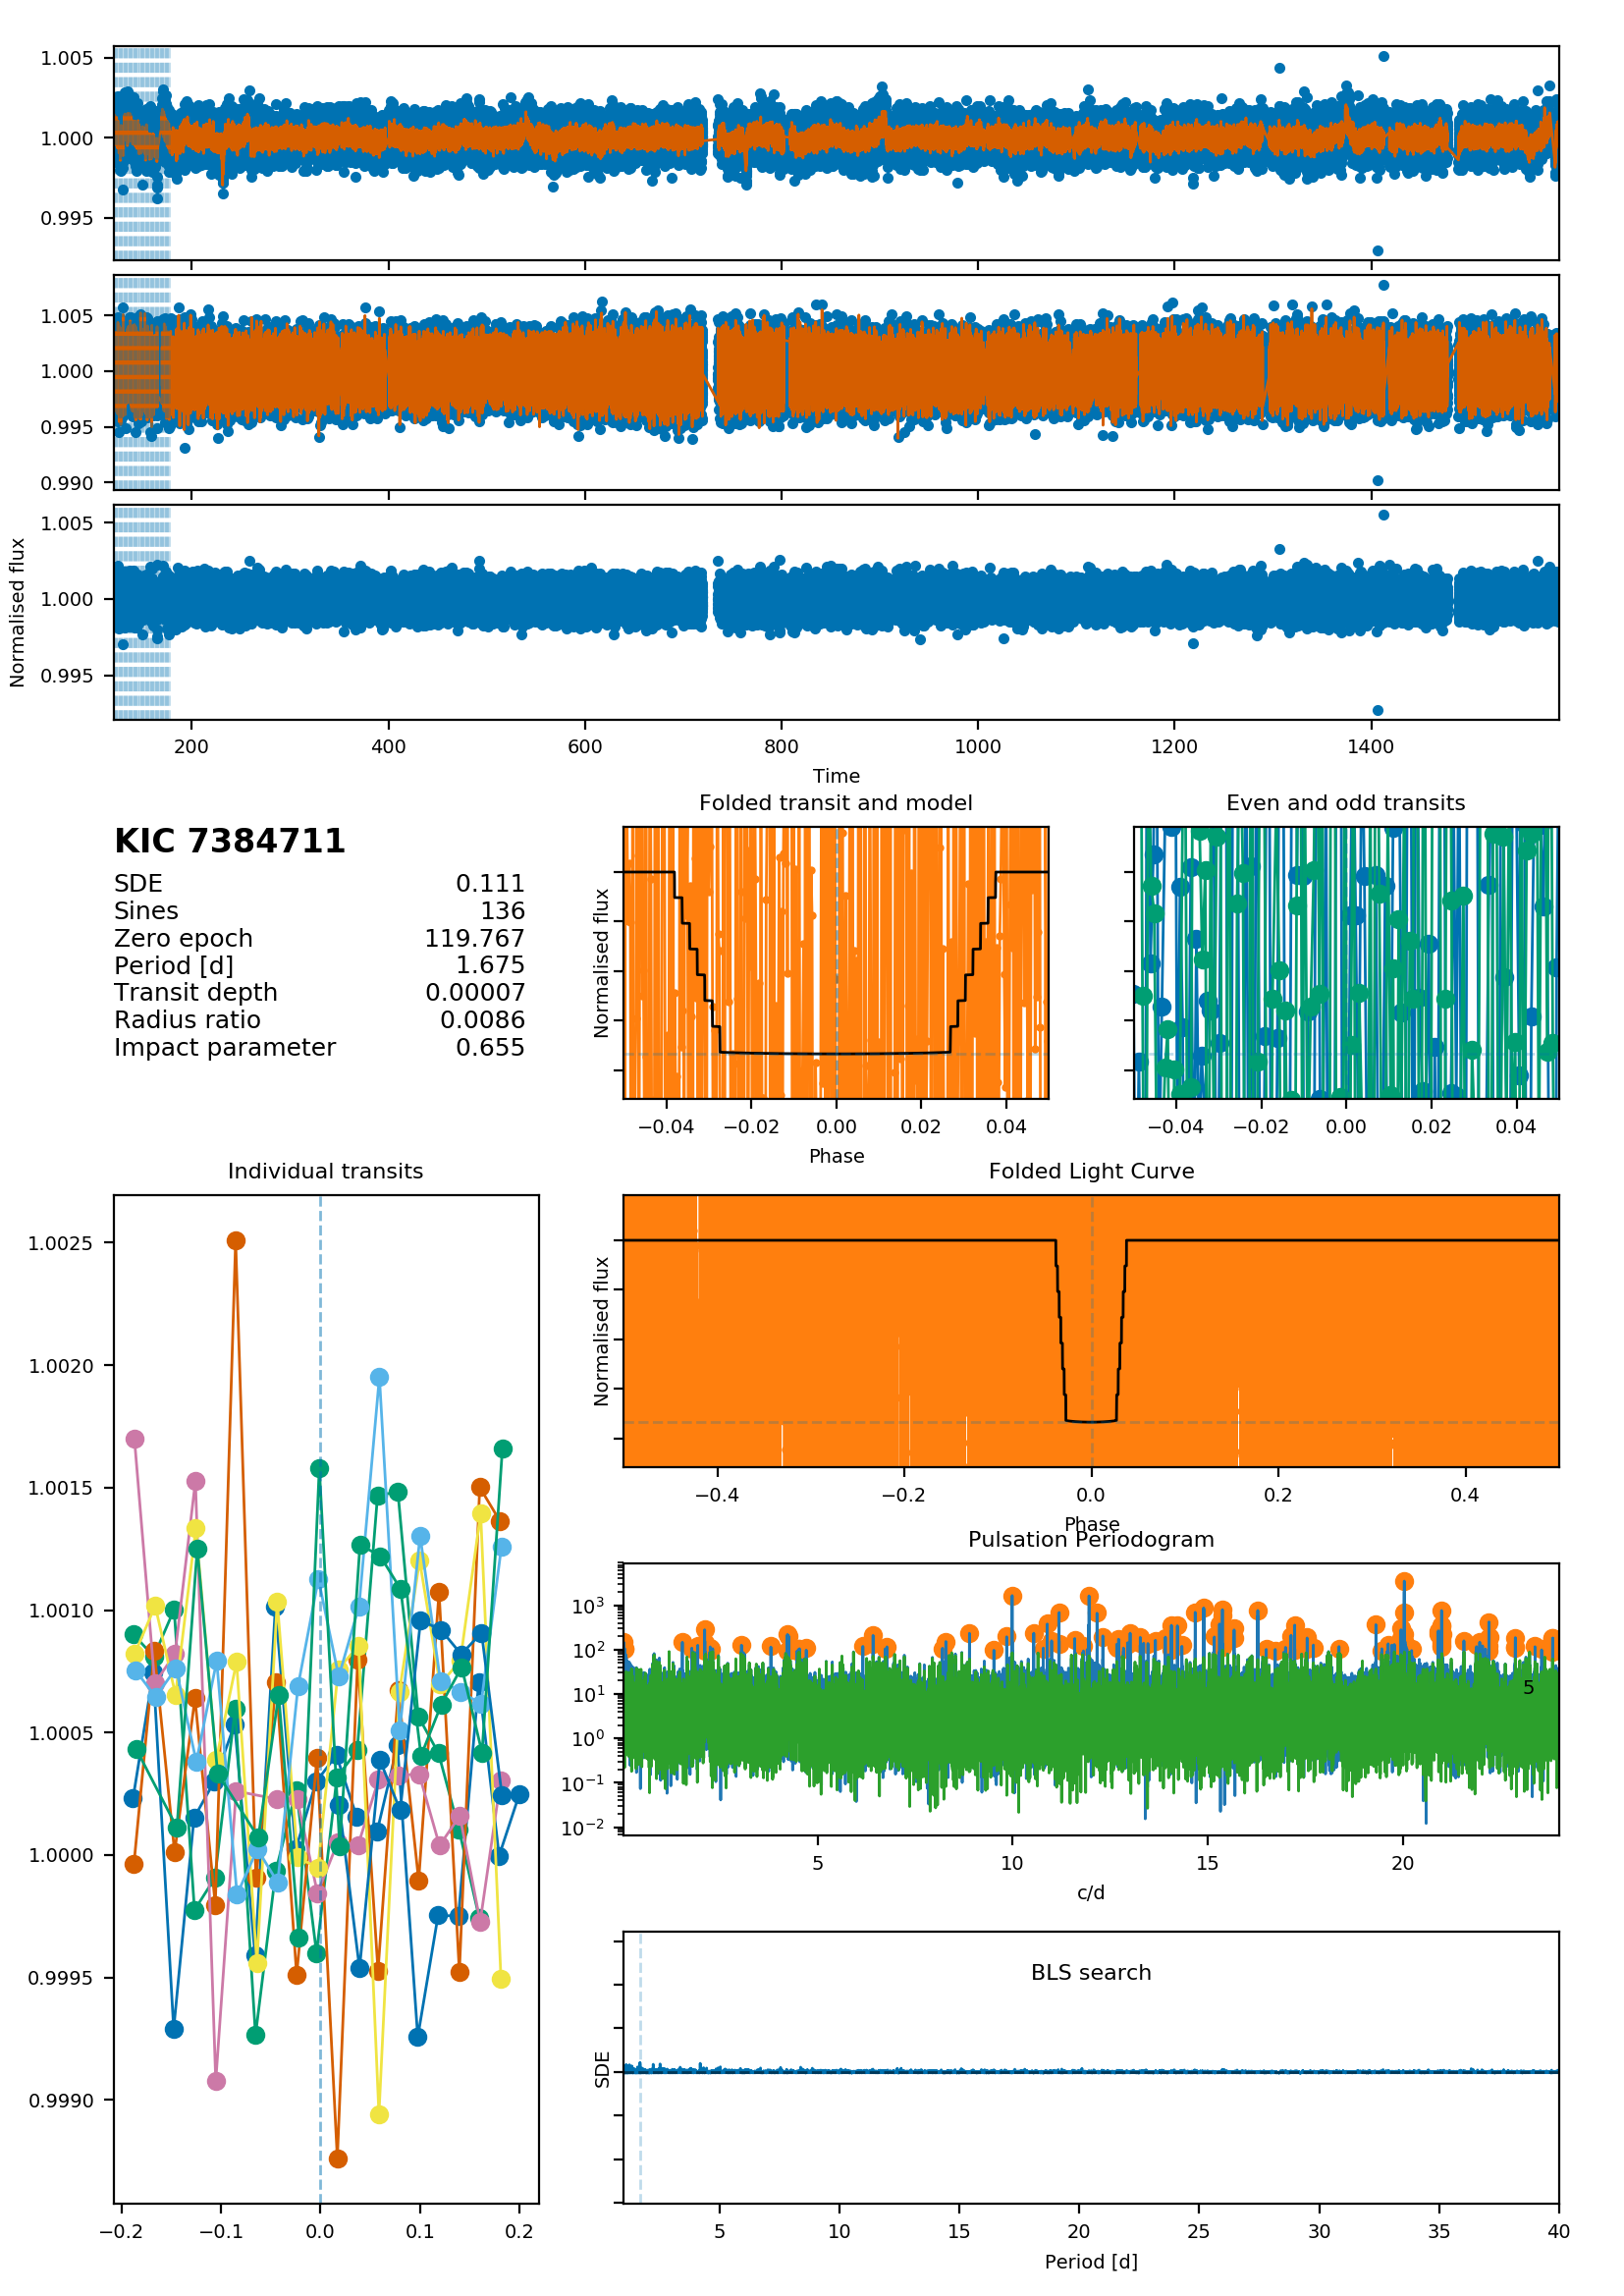 1.005
1.000
0.995
1.005
1.000
0.995
0.990
1.005
1.000
0.995
Normalised flux
200 400 600 800 1000 1200 1400
Time
KIC 7384711
SDE 0.111
Sines 136
Zero epoch 119.767
Period [d] 1.675
Transit depth 0.00007
Radius ratio 0.0086
Impact parameter 0.655
Folded transit and model
Normalised flux
−0.04 −0.02 0.00 0.02 0.04
Phase
Even and odd transits
−0.04 −0.02 0.00 0.02 0.04
Individual transits
1.0025
1.0020
1.0015
1.0010
1.0005
1.0000
0.9995
0.9990
−0.2 −0.1 0.0 0.1 0.2
Folded Light Curve
Normalised flux
−0.4 −0.2 0.0 0.2 0.4
Phase
Pulsation Periodogram
10³
10²
10¹
10⁰
10⁻¹
10⁻²
5
5 10 15 20
c/d
BLS search
SDE
5 10 15 20 25 30 35 40
Period [d]